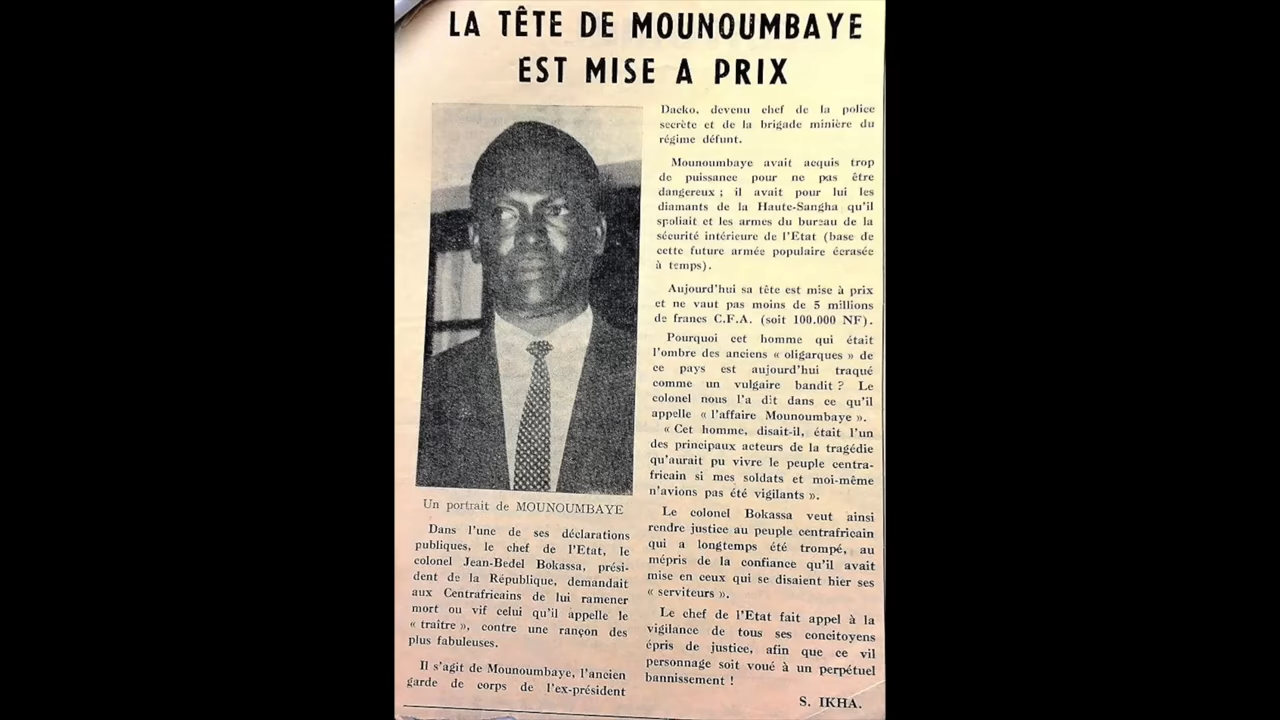 LA TÊTE DE MOUNOUMBAYE
EST MISE A PRIX
Un portrait de MOUNOUMBAYE
Dans l'une de ses déclarations
publiques, le chef de l'Etat, le
colonel Jean-Bedel Bokassa, prési-
dent de la République, demandait
aux Centrafricains de lui ramener
mort ou vif celui qu'il appelle le
« traître », contre une rançon des
plus fabuleuses.
Il s'agit de Mounoumbaye, l'ancien
garde de corps de l'ex-président
Dacko, devenu chef de la police
secrète et de la brigade minière du
régime défunt.
Mounoumbaye avait acquis trop
de puissance pour ne pas être
dangereux ; il avait pour lui les
diamants de la Haute-Sangha qu'il
spoliait et les armes du bureau de la
sécurité intérieure de l'Etat (base de
cette future armée populaire écrasée
à temps).
Aujourd'hui sa tête est mise à prix
et ne vaut pas moins de 5 millions
de francs C.F.A. (soit 100.000 NF).
Pourquoi cet homme qui était
l'ombre des anciens « oligarques » de
ce pays est aujourd'hui traqué
comme un vulgaire bandit ? Le
colonel nous l'a dit dans ce qu'il
appelle « l'affaire Mounoumbaye ».
« Cet homme, disait-il, était l'un
des principaux acteurs de la tragédie
qu'aurait pu vivre le peuple centra-
fricain si mes soldats et moi-même
n'avions pas été vigilants ».
Le colonel Bokassa veut ainsi
rendre justice au peuple centrafricain
qui a longtemps été trompé, au
mépris de la confiance qu'il avait
mise en ceux qui se disaient hier ses
« serviteurs ».
Le chef de l'Etat fait appel à la
vigilance de tous ses concitoyens
épris de justice, afin que ce vil
personnage soit voué à un perpétuel
bannissement !
S. IKHA.